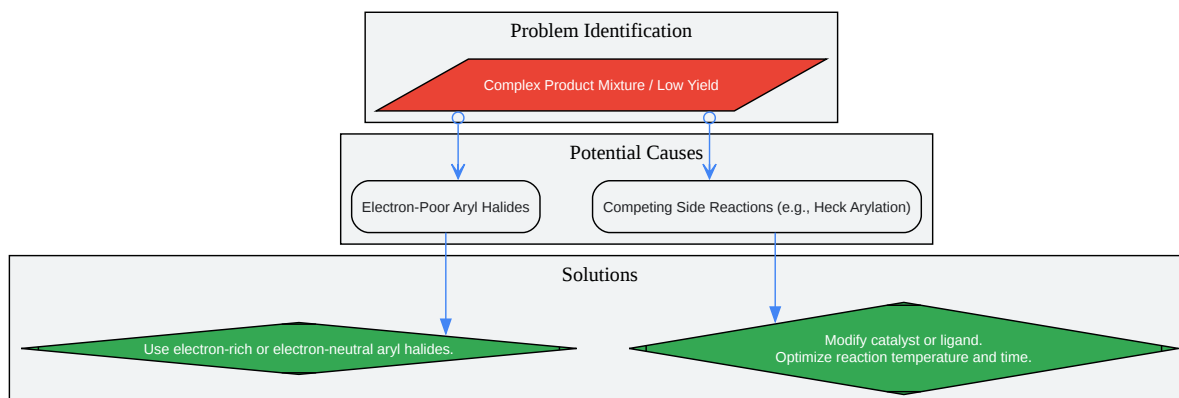 Problem Identification
Complex Product Mixture / Low Yield
Potential Causes
Electron-Poor Aryl Halides
Competing Side Reactions (e.g., Heck Arylation)
Solutions
Use electron-rich or electron-neutral aryl halides.
Modify catalyst or ligand.
Optimize reaction temperature and time.